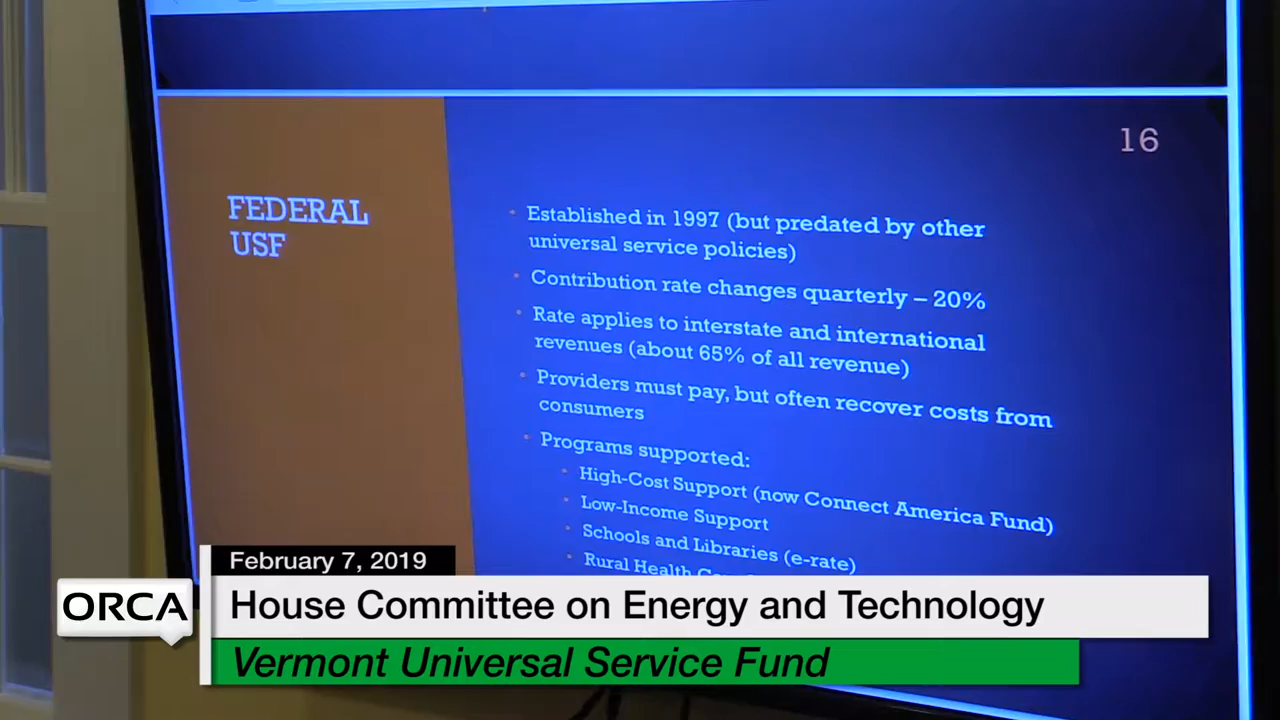 16
FEDERAL
USF
Established in 1997 (but predated by other
universal service policies)
Contribution rate changes quarterly – 20%
Rate applies to interstate and international
revenues (about 65% of all revenue)
Providers must pay, but often recover costs from
consumers
Programs supported:
High-Cost Support (now Connect America Fund)
Low-Income Support
Schools and Libraries (e-rate)
Rural Health
February 7, 2019
ORCA
House Committee on Energy and Technology
Vermont Universal Service Fund